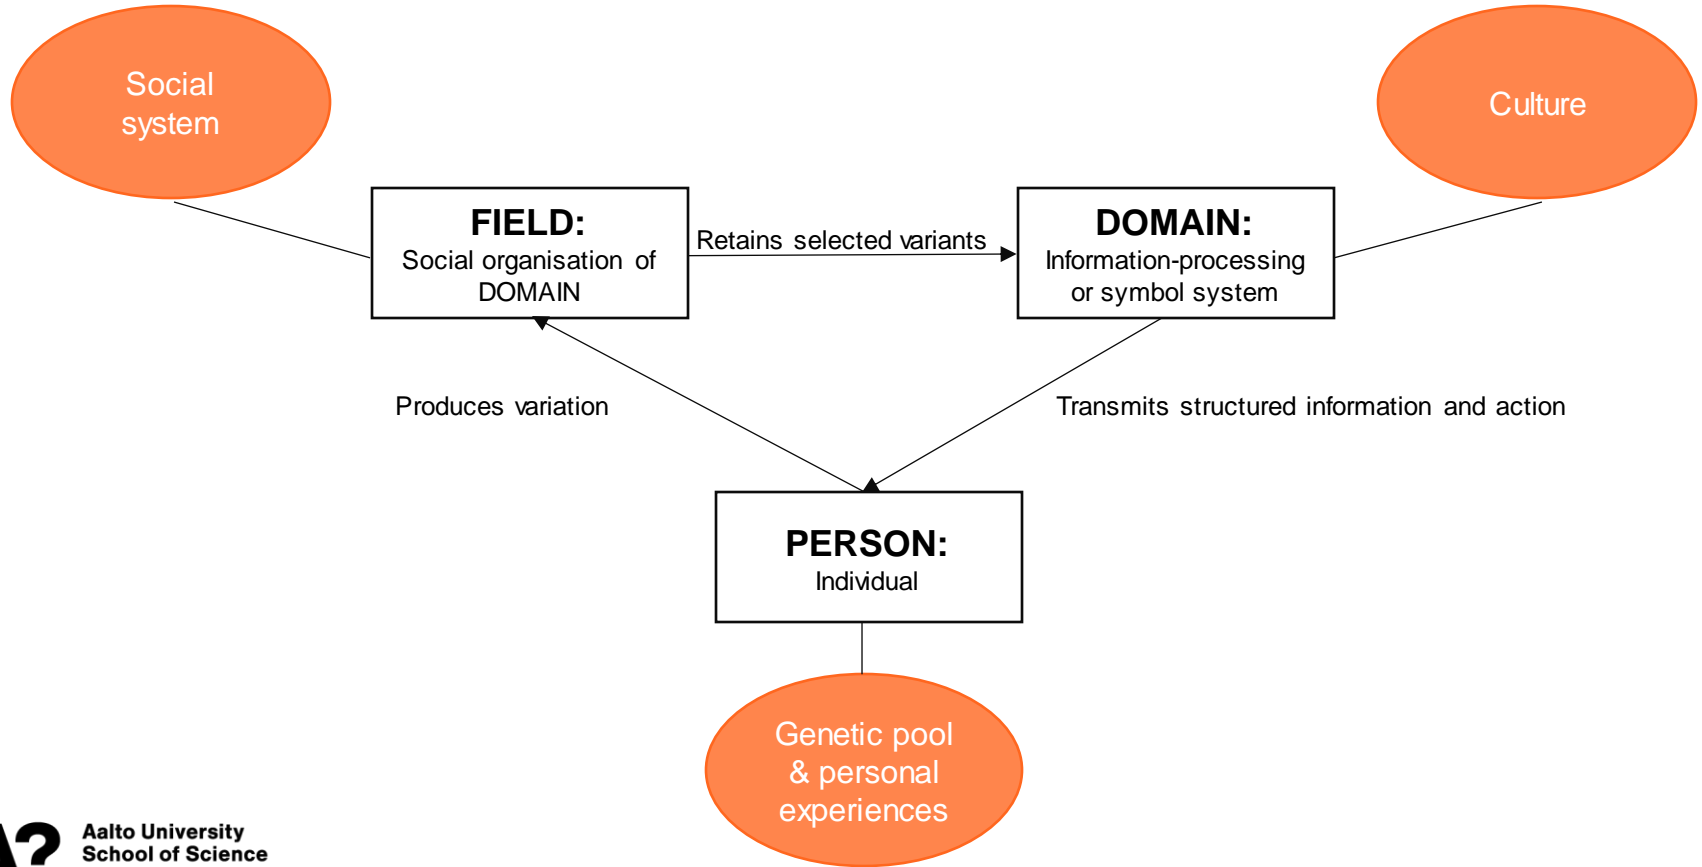 Social
system
Culture
FIELD:
Social organisation of
DOMAIN
Retains selected variants
DOMAIN:
Information-processing
or symbol system
Produces variation
Transmits structured information and action
PERSON:
Individual
Genetic pool
& personal
experiences
A?
Aalto University
School of Science